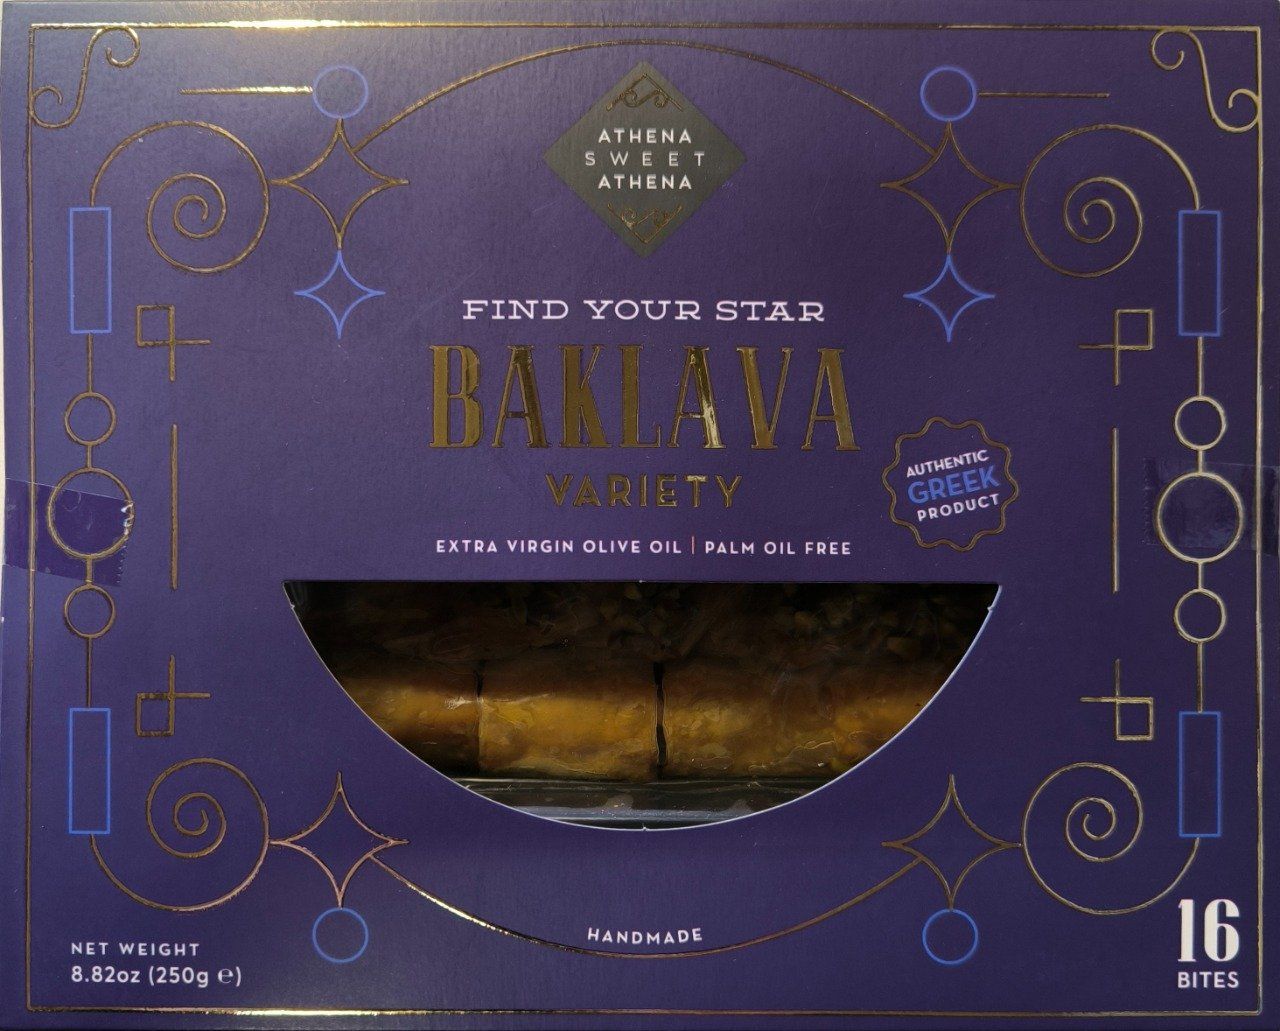 ATHENA
SWEET
ATHENA
FIND YOUR STAR
BAKLAVA
VARIETY
AUTHENTIC
GREEK
PRODUCT
EXTRA VIRGIN OLIVE OIL | PALM OIL FREE
HANDMADE
NET WEIGHT
8.82oz (250g ℮)
16
BITES